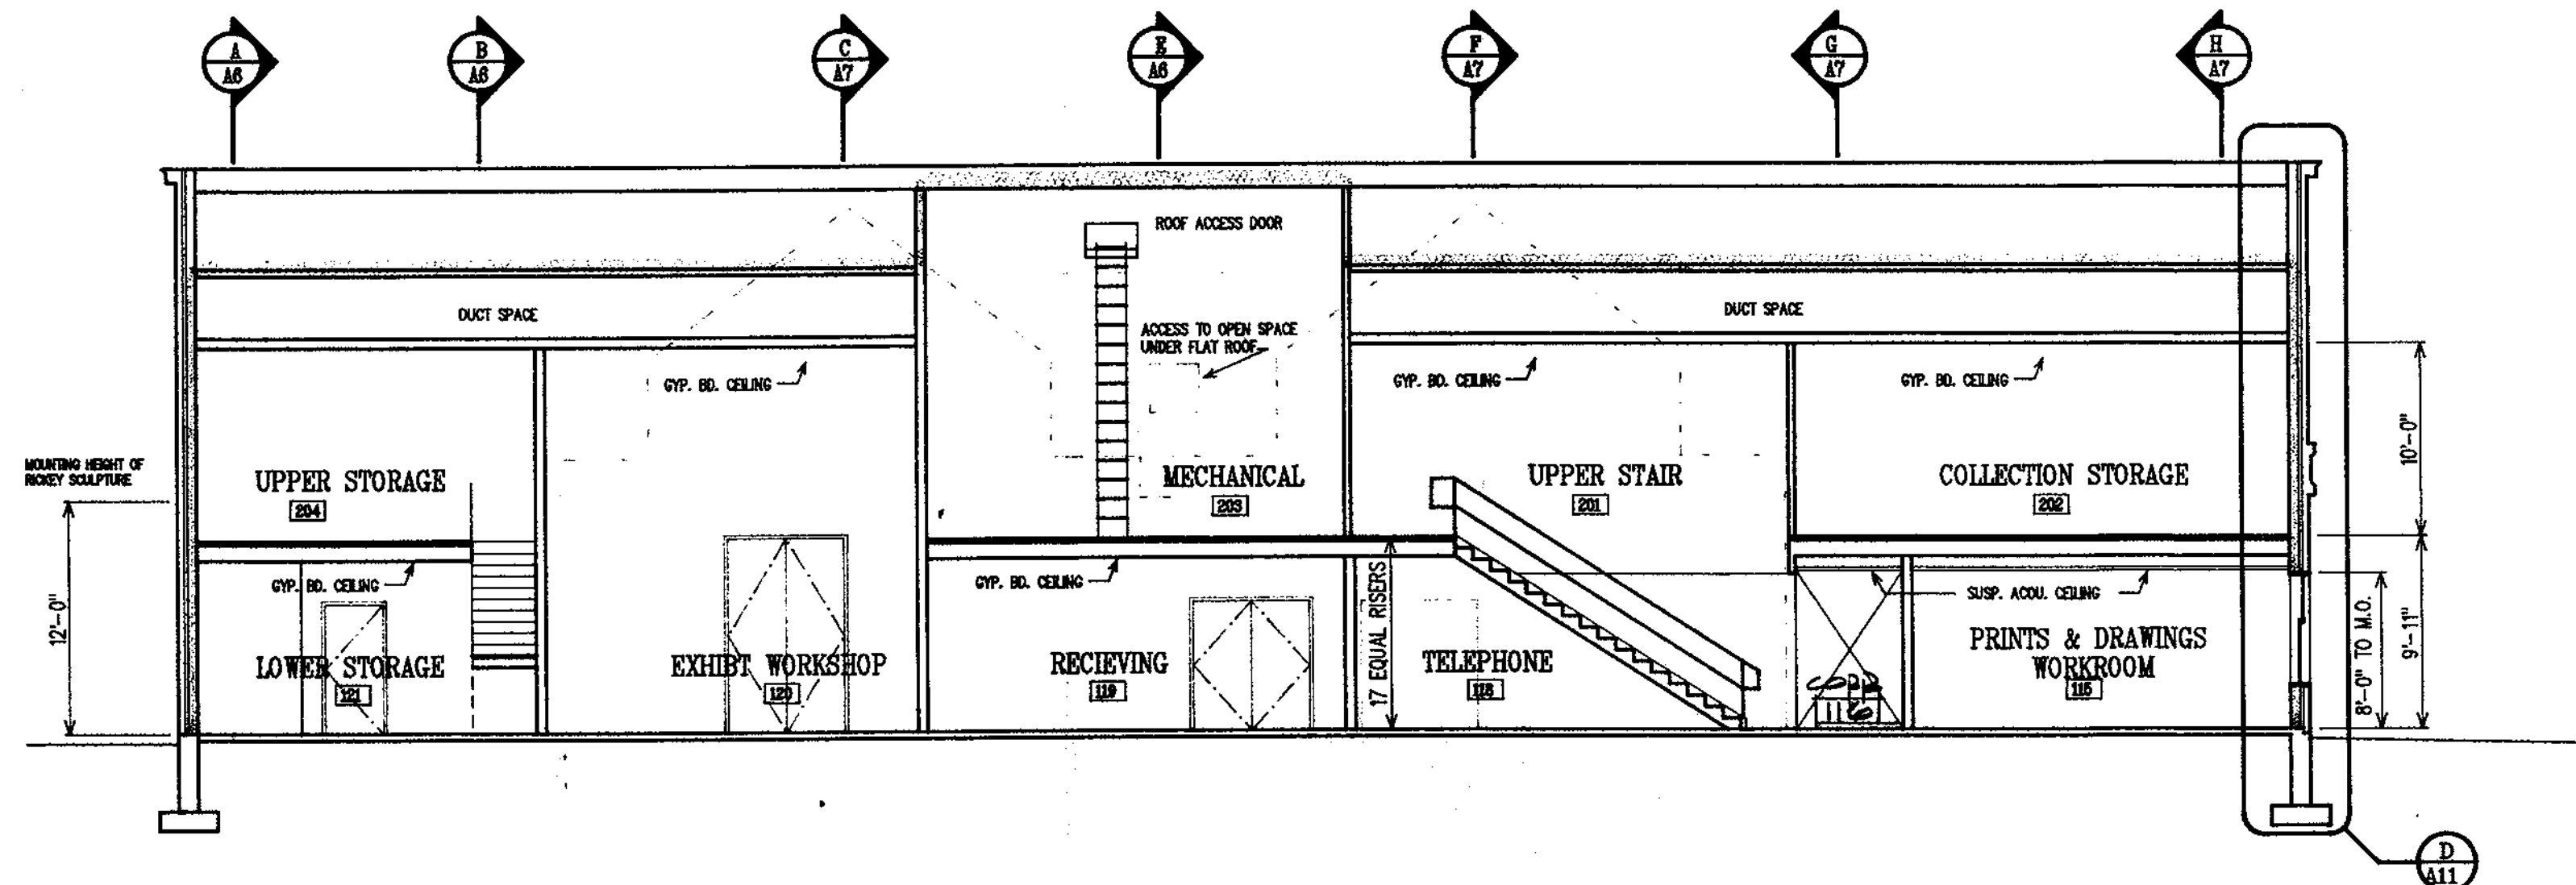 A
A6
B
A6
C
A7
E
A6
F
A7
G
A7
H
A7
ROOF ACCESS DOOR
DUCT SPACE
DUCT SPACE
ACCESS TO OPEN SPACE
UNDER FLAT ROOF
GYP. BD. CEILING
GYP. BD. CEILING
GYP. BD. CEILING
10'-0"
MOUNTING HEIGHT OF
RICKEY SCULPTURE
UPPER STORAGE
204
MECHANICAL
203
UPPER STAIR
201
COLLECTION STORAGE
202
12'-0"
GYP. BD. CEILING
GYP. BD. CEILING
17 EQUAL RISERS
SUSP. ACOU. CEILING
8'-0" TO M.O.
9'-11"
LOWER STORAGE
121
EXHIBT WORKSHOP
120
RECIEVING
119
TELEPHONE
118
116
PRINTS & DRAWINGS
WORKROOM
115
D
A11